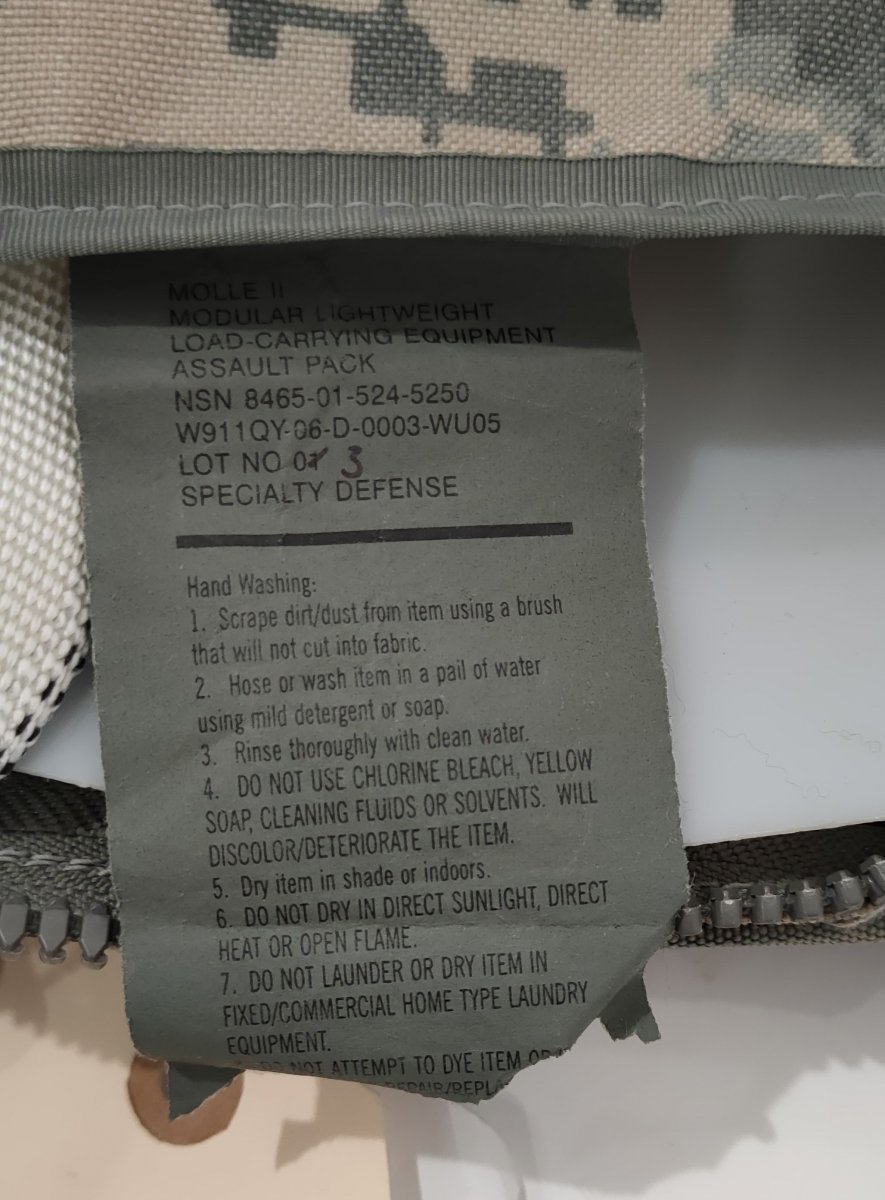 MOLLE II
MODULAR LIGHTWEIGHT
LOAD-CARRYING EQUIPMENT
ASSAULT PACK
NSN 8465-01-524-5250
W911QY-06-D-0003-WU05
LOT NO 0 3
SPECIALTY DEFENSE
Hand Washing:
1. Scrape dirt/dust from item using a brush
that will not cut into fabric.
2. Hose or wash item in a pail of water
using mild detergent or soap.
3. Rinse thoroughly with clean water.
4. DO NOT USE CHLORINE BLEACH, YELLOW
SOAP, CLEANING FLUIDS OR SOLVENTS. WILL
DISCOLOR/DETERIORATE THE ITEM.
5. Dry item in shade or indoors.
6. DO NOT DRY IN DIRECT SUNLIGHT, DIRECT
HEAT OR OPEN FLAME.
7. DO NOT LAUNDER OR DRY ITEM IN
FIXED/COMMERCIAL HOME TYPE LAUNDRY
EQUIPMENT.
DO NOT ATTEMPT TO DYE ITEM OR